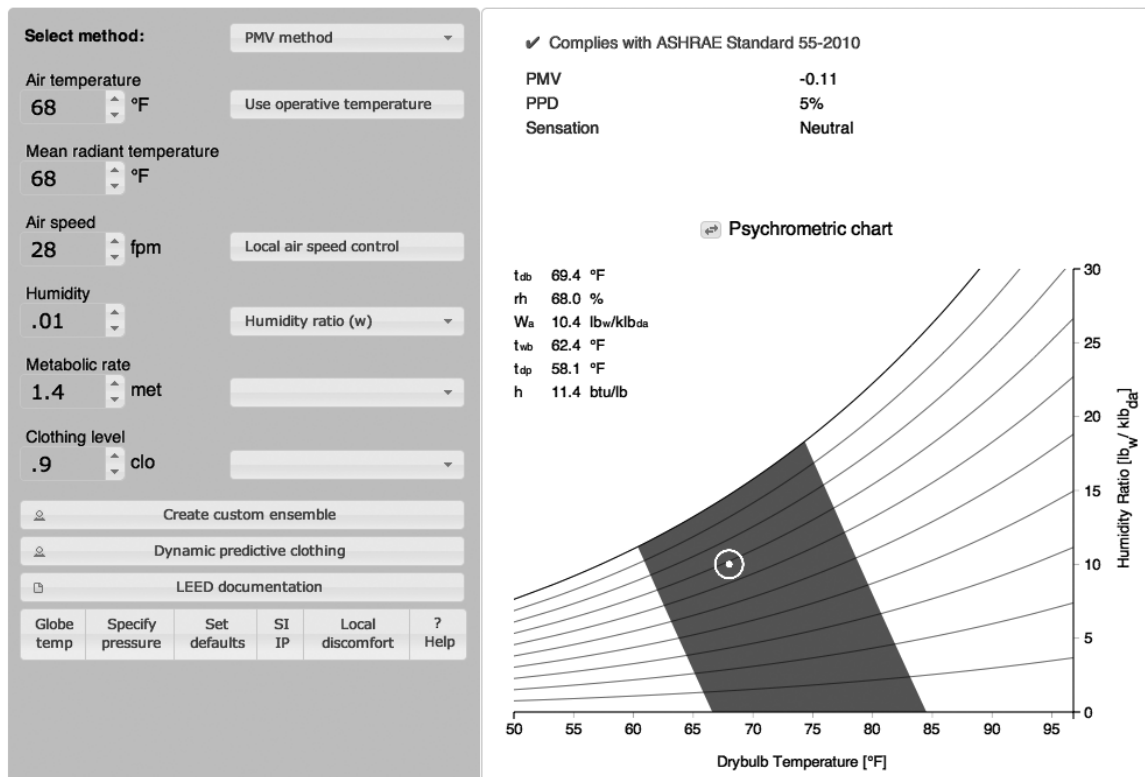 Select method:
PMV method
Air temperature
68 °F
Use operative temperature
Mean radiant temperature
68 °F
Air speed
28 fpm
Local air speed control
Humidity
.01
Humidity ratio (w)
Metabolic rate
1.4 met
Clothing level
.9 clo
Create custom ensemble
Dynamic predictive clothing
LEED documentation
Globe temp
Specify pressure
Set defaults
SI IP
Local discomfort
? Help
✔ Complies with ASHRAE Standard 55-2010
PMV -0.11
PPD 5%
Sensation Neutral
Psychrometric chart
tdb 69.4 °F
rh 68.0 %
Wa 10.4 lbw/klbda
twb 62.4 °F
tdp 58.1 °F
h 11.4 btu/lb
30
25
20
15
10
5
0
Humidity Ratio [lbw/ klbda]
50 55 60 65 70 75 80 85 90 95
Drybulb Temperature [°F]